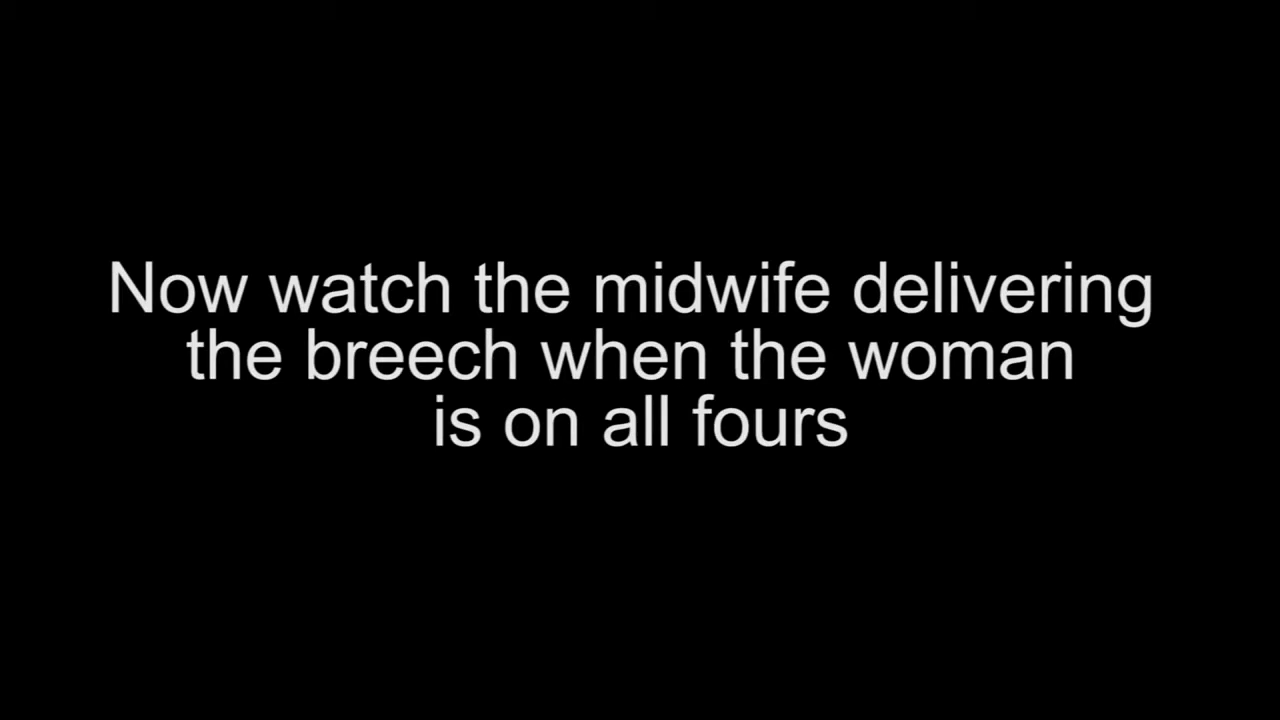 Now watch the midwife delivering
the breech when the woman
is on all fours